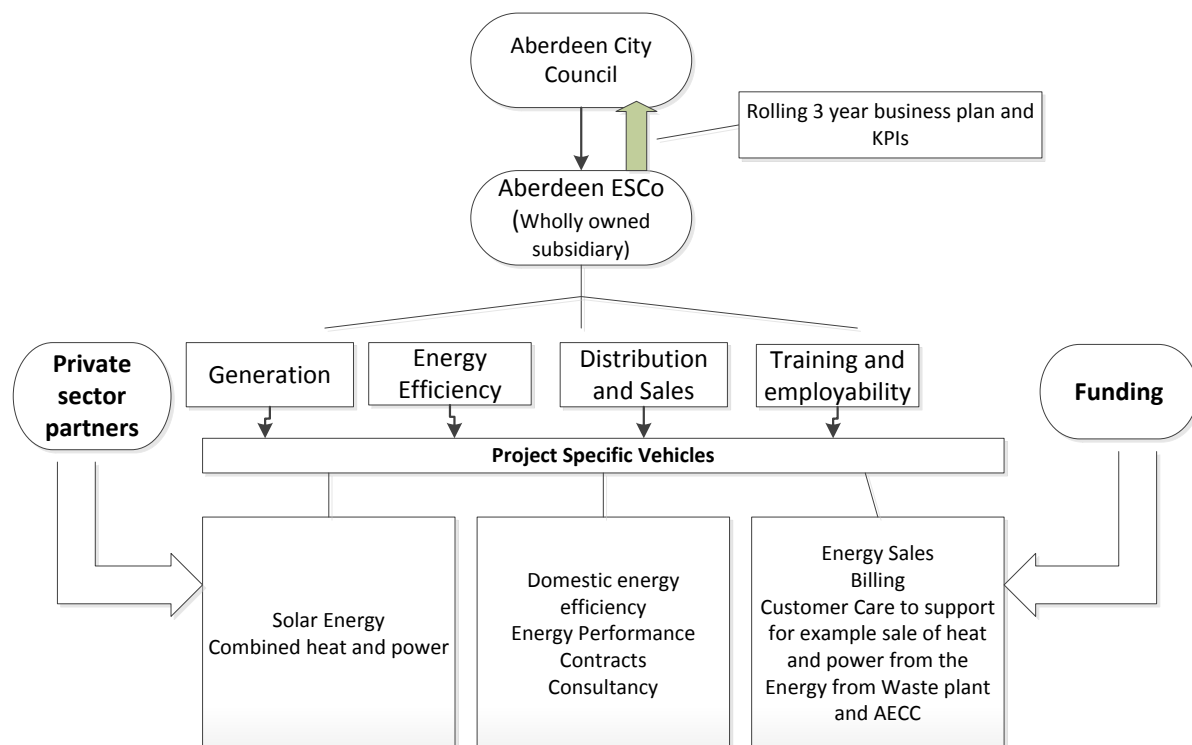 Aberdeen City
Council
Rolling 3 year business plan and
KPIs
Aberdeen ESCo
(Wholly owned
subsidiary)
Private
sector
partners
Generation
Energy
Efficiency
Distribution
and Sales
Training and
employability
Funding
Project Specific Vehicles
Solar Energy
Combined heat and power
Domestic energy
efficiency
Energy Performance
Contracts
Consultancy
Energy Sales
Billing
Customer Care to support
for example sale of heat
and power from the
Energy from Waste plant
and AECC